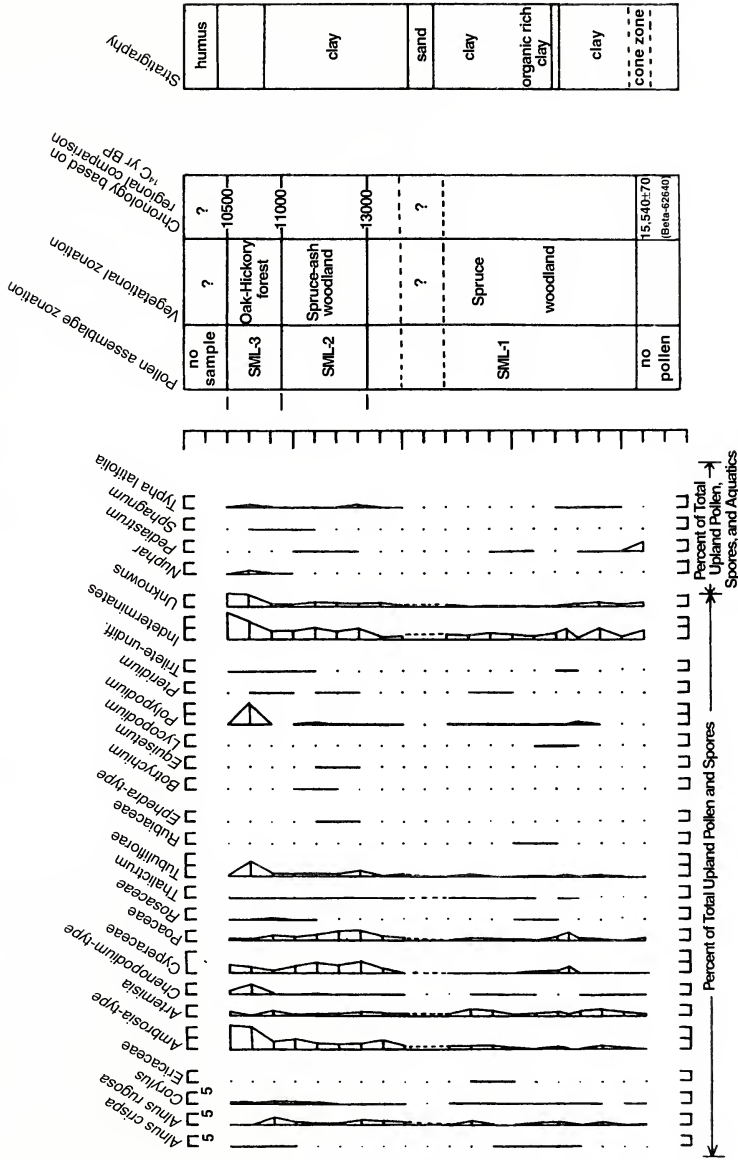 Alnus crispa
Alnus rugosa
Corylus
Ericaceae
Ambrosia-type
Artemisia
Chenopodium-type
Cyperaceae
Poaceae
Rosaceae
Thalictrum
Tubuliflorae
Rubiaceae
Ephedra-type
Botrychium
Equisetum
Lycopodium
Polypodium
Pteridium
Trilete-undiff.
Indeterminates
Unknowns
Nuphar
Pediastrum
Sphagnum
Typha latifolia
Pollen assemblage zonation
Vegetational zonation
Chronology based on
regional comparison
14C yr BP
Stratigraphy
5
5
5
no
sample
SML-3
SML-2
SML-1
no
pollen
?
Oak-Hickory
forest
Spruce-ash
woodland
?
Spruce
woodland
?
10500
11000
13000
?
15,540±70
(Beta-62640)
humus
clay
sand
clay
organic rich
clay
clay
cone zone
Percent of Total Upland Pollen and Spores
Percent of Total
Upland Pollen,
Spores, and Aquatics